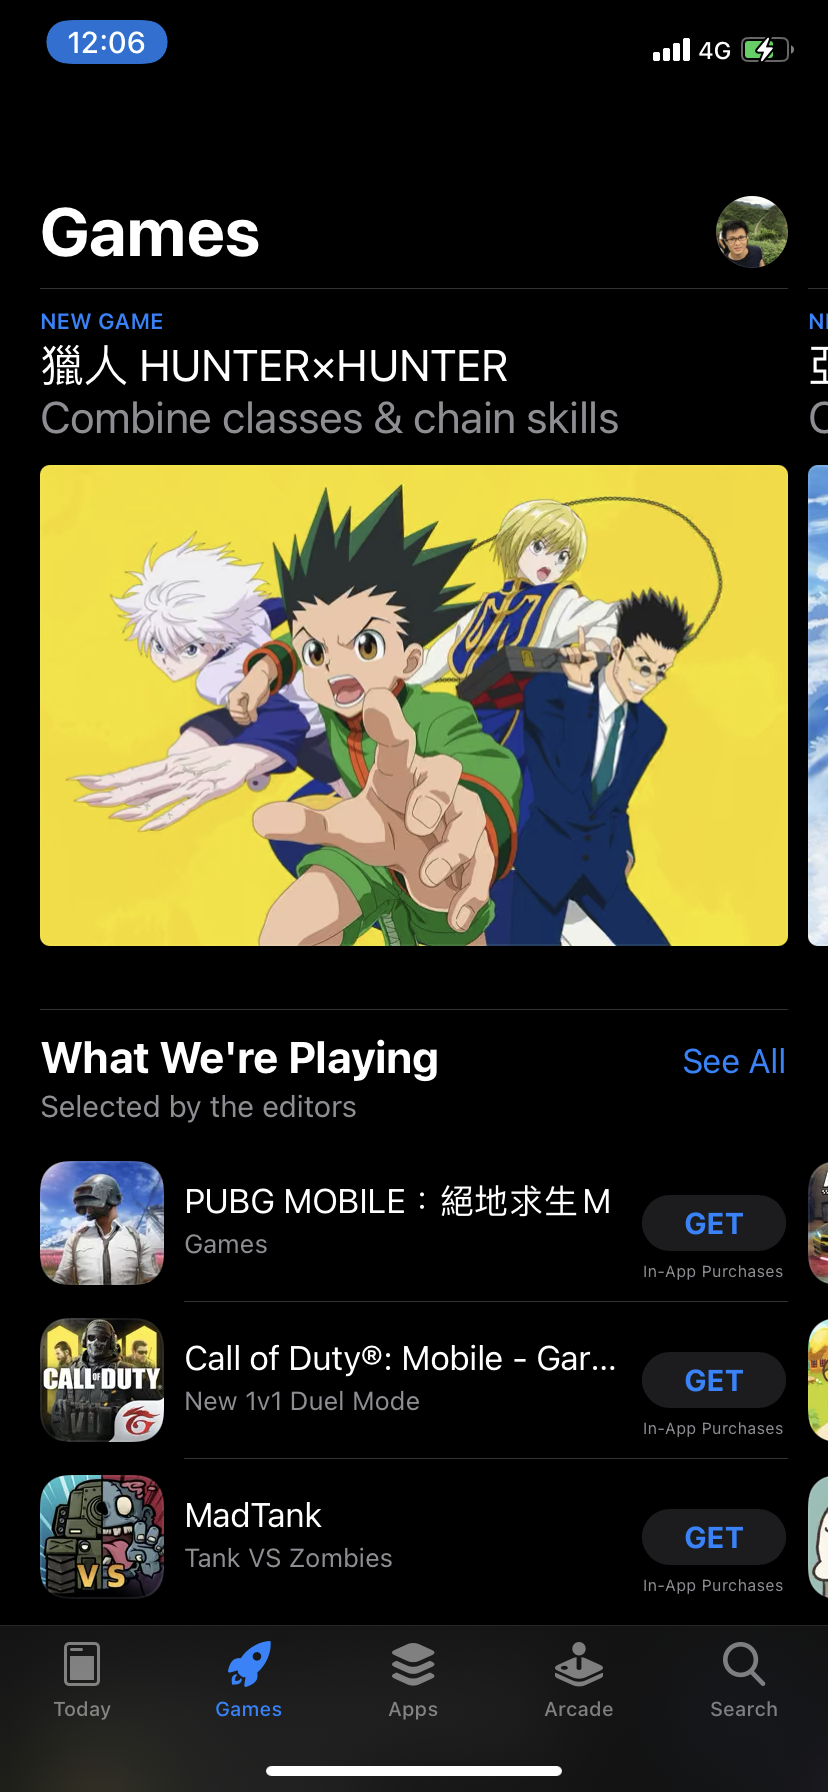 12:06
4G
Games
NEW GAME
獵人 HUNTER×HUNTER
Combine classes & chain skills
What We're Playing
See All
Selected by the editors
PUBG MOBILE：絕地求生M
Games
GET
In-App Purchases
CALL OF DUTY
Call of Duty®: Mobile - Gar...
New 1v1 Duel Mode
GET
In-App Purchases
VS
MadTank
Tank VS Zombies
GET
In-App Purchases
Today
Games
Apps
Arcade
Search